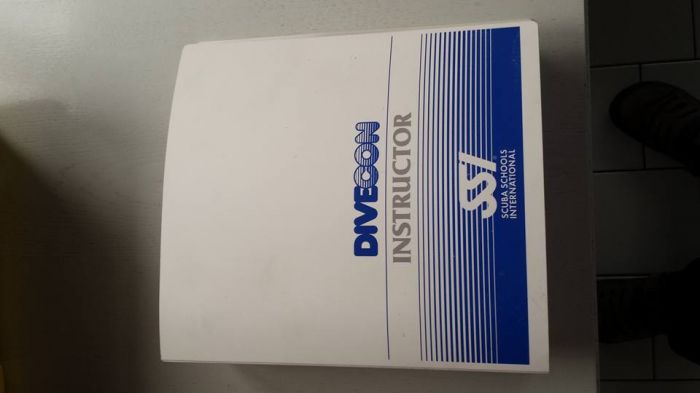 DIVECON
INSTRUCTOR
SSI
SCUBA SCHOOLS
INTERNATIONAL